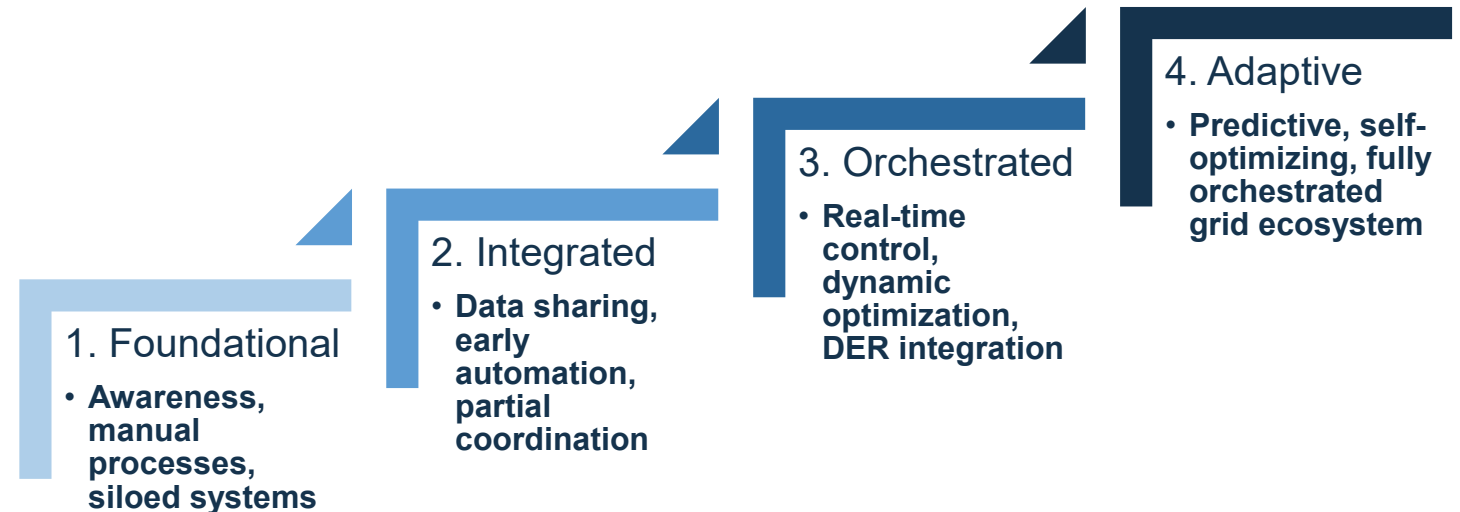 1. Foundational
• Awareness,
manual
processes,
siloed systems
2. Integrated
• Data sharing,
early
automation,
partial
coordination
3. Orchestrated
• Real-time
control,
dynamic
optimization,
DER integration
4. Adaptive
• Predictive, self-
optimizing, fully
orchestrated
grid ecosystem